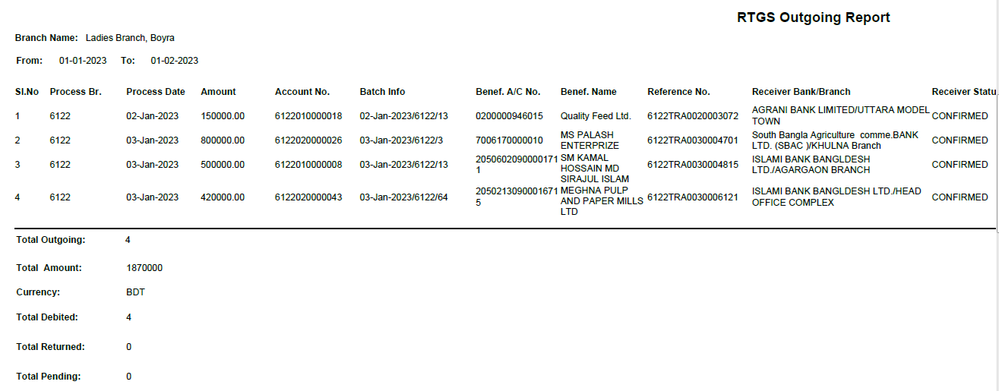 RTGS Outgoing Report
Branch Name: Ladies Branch, Boyra
From: 01-01-2023 To: 01-02-2023
Sl.No Process Br. Process Date Amount Account No. Batch Info Benef. A/C No. Benef. Name Reference No. Receiver Bank/Branch Receiver Statu
1 6122 02-Jan-2023 150000.00 6122010000018 02-Jan-2023/6122/13 0200000946015 Quality Feed Ltd. 6122TRA0020003072 AGRANI BANK LIMITED/UTTARA MODEL TOWN CONFIRMED
2 6122 03-Jan-2023 800000.00 6122020000026 03-Jan-2023/6122/3 7006170000010 MS PALASH ENTERPRIZE 6122TRA0030004701 South Bangla Agriculture comme.BANK LTD. (SBAC )/KHULNA Branch CONFIRMED
3 6122 03-Jan-2023 500000.00 6122010000008 03-Jan-2023/6122/13 20506020900001711 SM KAMAL HOSSAIN MD SIRAJUL ISLAM 6122TRA0030004815 ISLAMI BANK BANGLDESH LTD./AGARGAON BRANCH CONFIRMED
4 6122 03-Jan-2023 420000.00 6122020000043 03-Jan-2023/6122/64 20502130900016715 MEGHNA PULP AND PAPER MILLS LTD 6122TRA0030006121 ISLAMI BANK BANGLDESH LTD./HEAD OFFICE COMPLEX CONFIRMED
Total Outgoing: 4
Total Amount: 1870000
Currency: BDT
Total Debited: 4
Total Returned: 0
Total Pending: 0